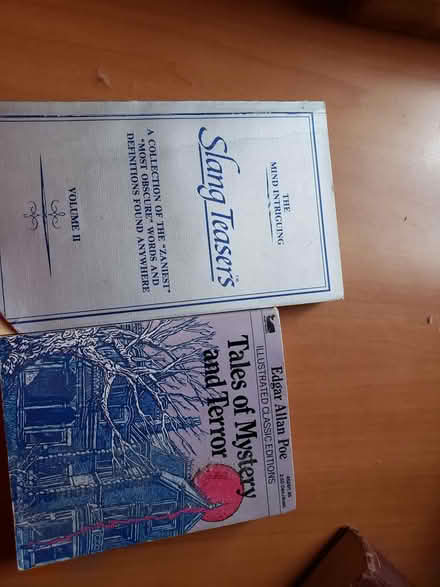 THE
MIND INTRIGUING
Slang Teasers™
A COLLECTION OF THE "ZANIEST"
"MOST OBSCURE" WORDS AND
DEFINITIONS FOUND ANYWHERE
VOLUME II
Edgar Allan Poe
ILLUSTRATED CLASSIC EDITIONS
Tales of Mystery
and Terror